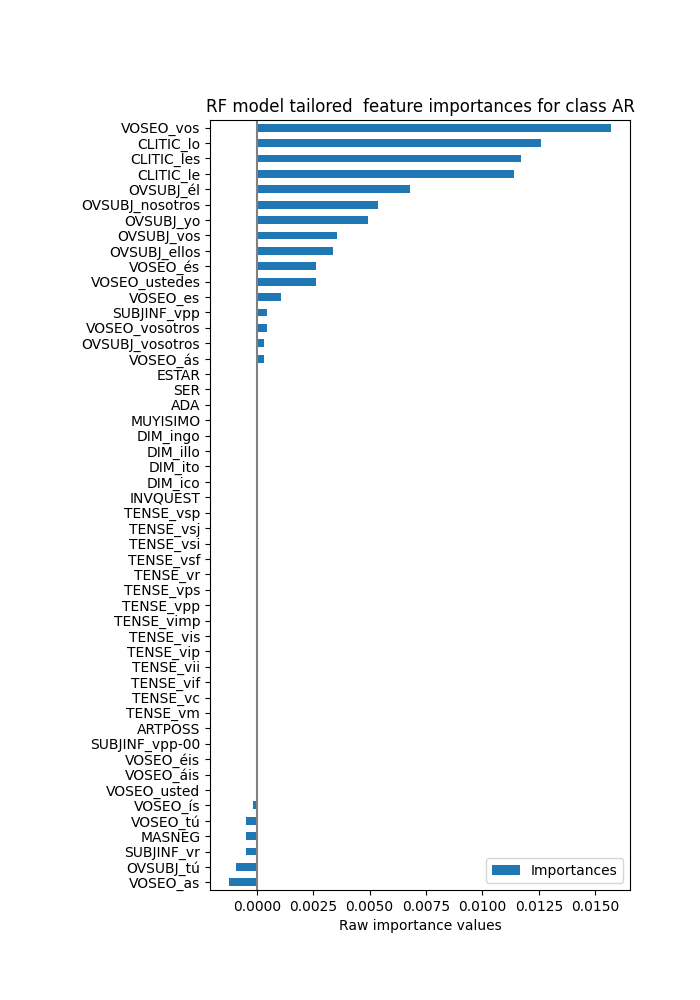 RF model tailored  feature importances for class AR
VOSEO_vos
CLITIC_lo
CLITIC_les
CLITIC_le
OVSUBJ_él
OVSUBJ_nosotros
OVSUBJ_yo
OVSUBJ_vos
OVSUBJ_ellos
VOSEO_és
VOSEO_ustedes
VOSEO_es
SUBJINF_vpp
VOSEO_vosotros
OVSUBJ_vosotros
VOSEO_ás
ESTAR
SER
ADA
MUYISIMO
DIM_ingo
DIM_illo
DIM_ito
DIM_ico
INVQUEST
TENSE_vsp
TENSE_vsj
TENSE_vsi
TENSE_vsf
TENSE_vr
TENSE_vps
TENSE_vpp
TENSE_vimp
TENSE_vis
TENSE_vip
TENSE_vii
TENSE_vif
TENSE_vc
TENSE_vm
ARTPOSS
SUBJINF_vpp-00
VOSEO_éis
VOSEO_áis
VOSEO_usted
VOSEO_ís
VOSEO_tú
MASNEG
SUBJINF_vr
OVSUBJ_tú
VOSEO_as
Importances
0.0000 0.0025 0.0050 0.0075 0.0100 0.0125 0.0150
Raw importance values